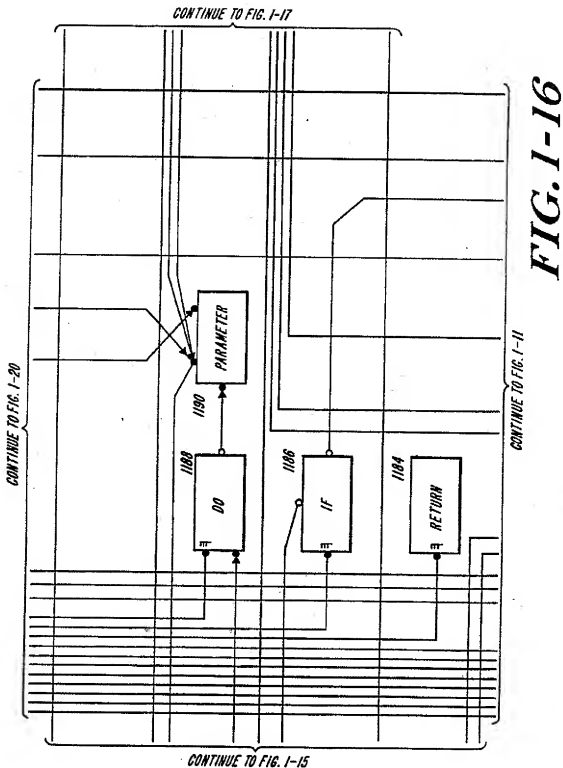 CONTINUE TO FIG. 1-17
CONTINUE TO FIG. 1-20
PARAMETER
1190
1188
DO
E
1186
IF
E
1184
RETURN
E
CONTINUE TO FIG. 1-11
CONTINUE TO FIG. 1-15
FIG. 1-16